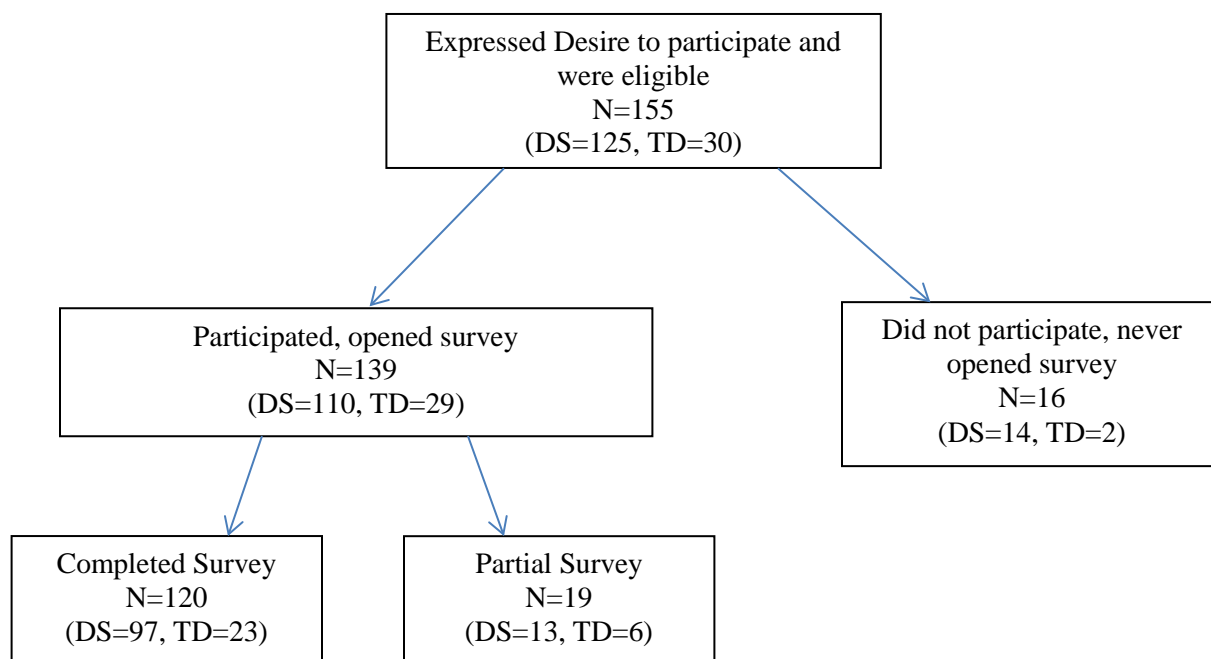 Expressed Desire to participate and
were eligible
N=155
(DS=125, TD=30)
Participated, opened survey
N=139
(DS=110, TD=29)
Did not participate, never
opened survey
N=16
(DS=14, TD=2)
Completed Survey
N=120
(DS=97, TD=23)
Partial Survey
N=19
(DS=13, TD=6)